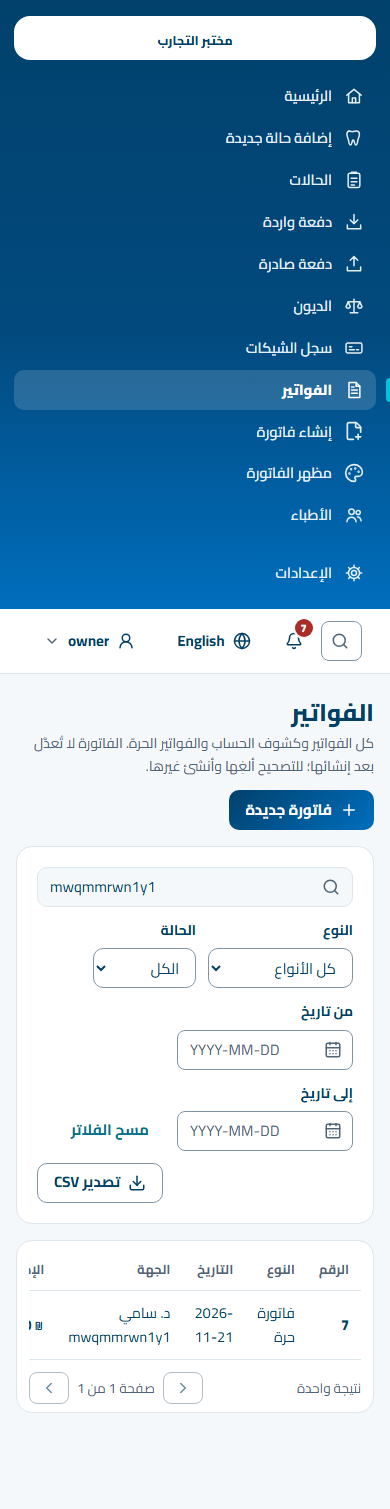 مختبر التجارب
الرئيسية
إضافة حالة جديدة
الحالات
دفعة واردة
دفعة صادرة
الديون
سجل الشيكات
الفواتير
إنشاء فاتورة
مظهر الفاتورة
الأطباء
الإعدادات
7
English
owner
الفواتير
كل الفواتير وكشوف الحساب والفواتير الحرة. الفاتورة لا تُعدَّل
بعد إنشائها؛ للتصحيح ألغِها وأنشئ غيرها.
فاتورة جديدة
mwqmmrwn1y1
النوع الحالة
كل الأنواع الكل
من تاريخ
YYYY-MM-DD
إلى تاريخ
YYYY-MM-DD مسح الفلاتر
تصدير CSV
الرقم النوع التاريخ الجهة
7 فاتورة حرة 2026-11-21 د. سامي mwqmmrwn1y1 ₪
نتيجة واحدة صفحة 1 من 1